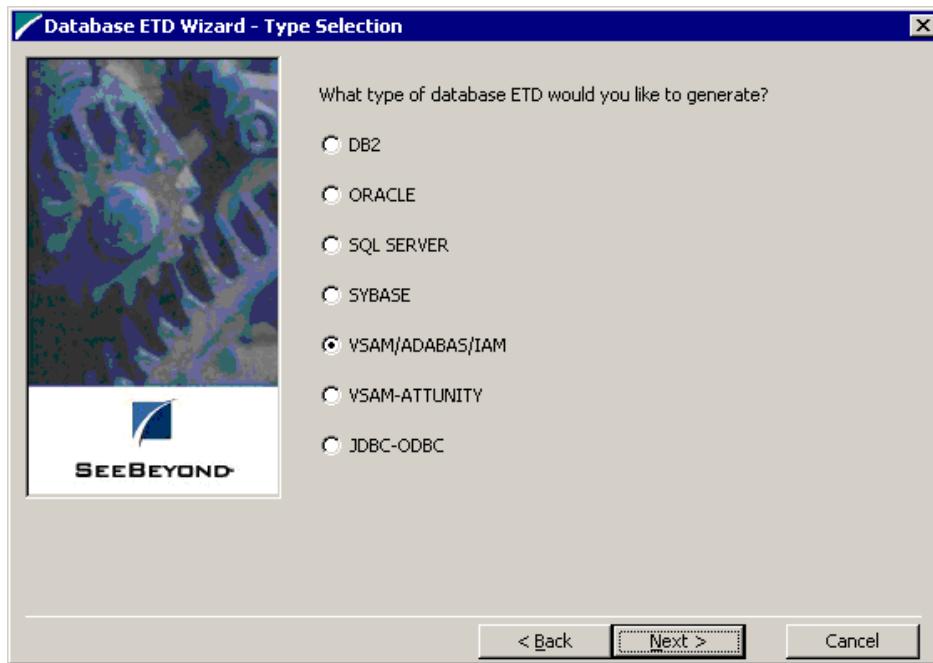 Database ETD Wizard - Type Selection
What type of database ETD would you like to generate?
DB2
ORACLE
SQL SERVER
SYBASE
VSAM/ADABAS/IAM
VSAM-ATTUNITY
JDBC-ODBC
SEEBEYOND
< Back
Next >
Cancel